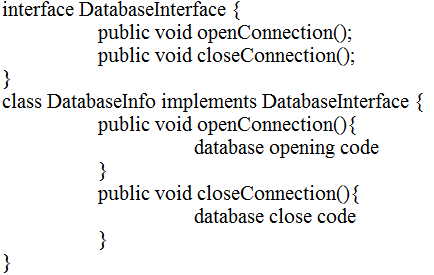 interface DatabaseInterface {
public void openConnection();
public void closeConnection();
}
class DatabaseInfo implements DatabaseInterface {
public void openConnection(){
database opening code
}
public void closeConnection(){
database close code
}
}